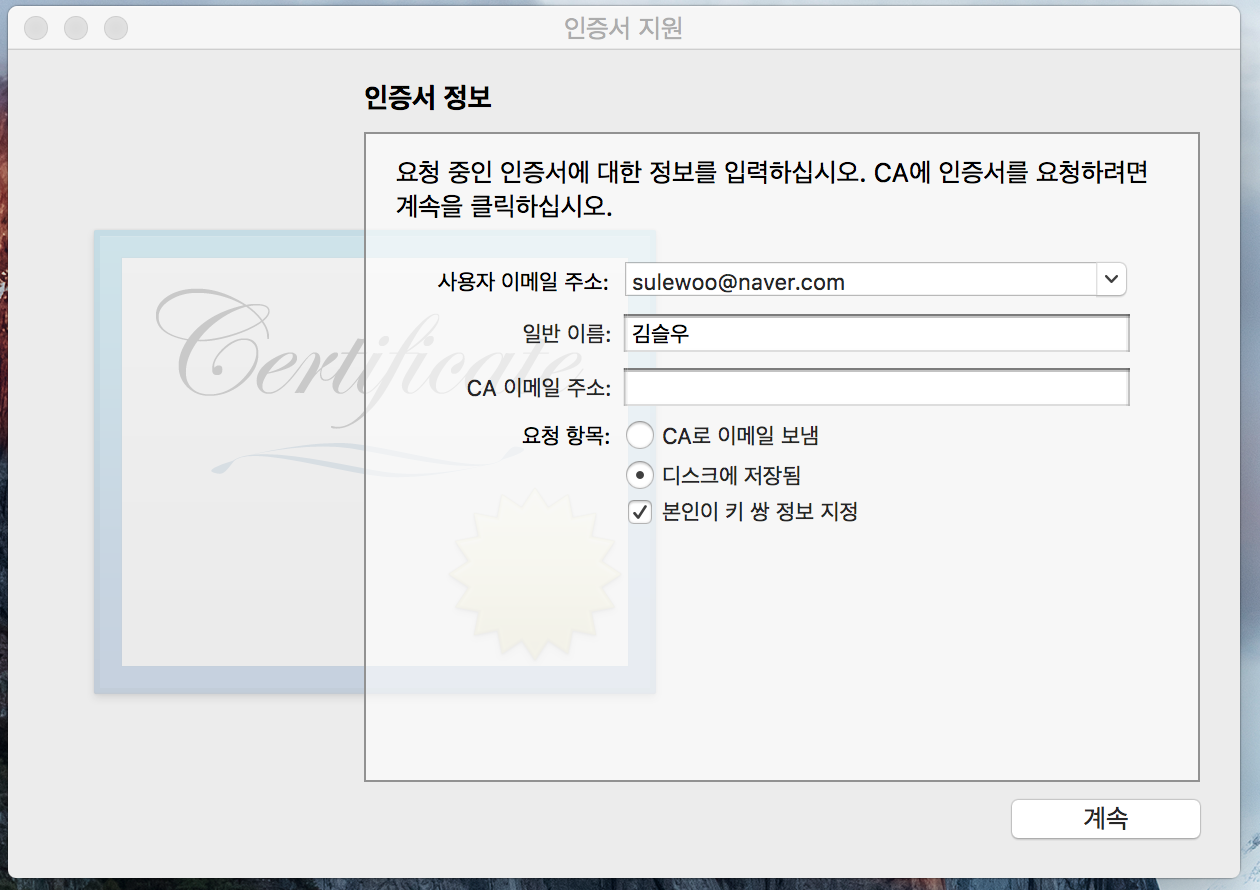 인증서 지원
인증서 정보
요청 중인 인증서에 대한 정보를 입력하십시오. CA에 인증서를 요청하려면
계속을 클릭하십시오.
사용자 이메일 주소: sulewoo@naver.com
일반 이름: 김슬우
CA 이메일 주소:
요청 항목: CA로 이메일 보냄
디스크에 저장됨
본인이 키 쌍 정보 지정
Certificate
계속